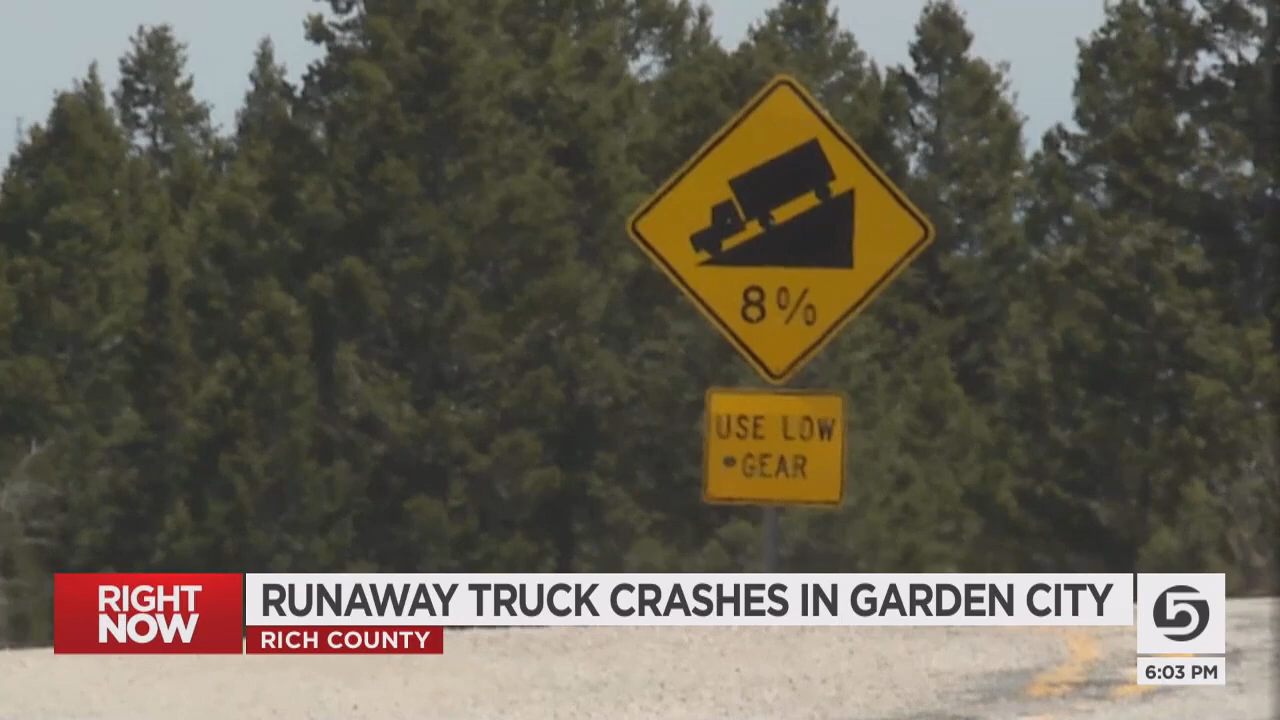 8%
USE LOW
GEAR
RIGHT
NOW
RUNAWAY TRUCK CRASHES IN GARDEN CITY
RICH COUNTY
5
6:03 PM